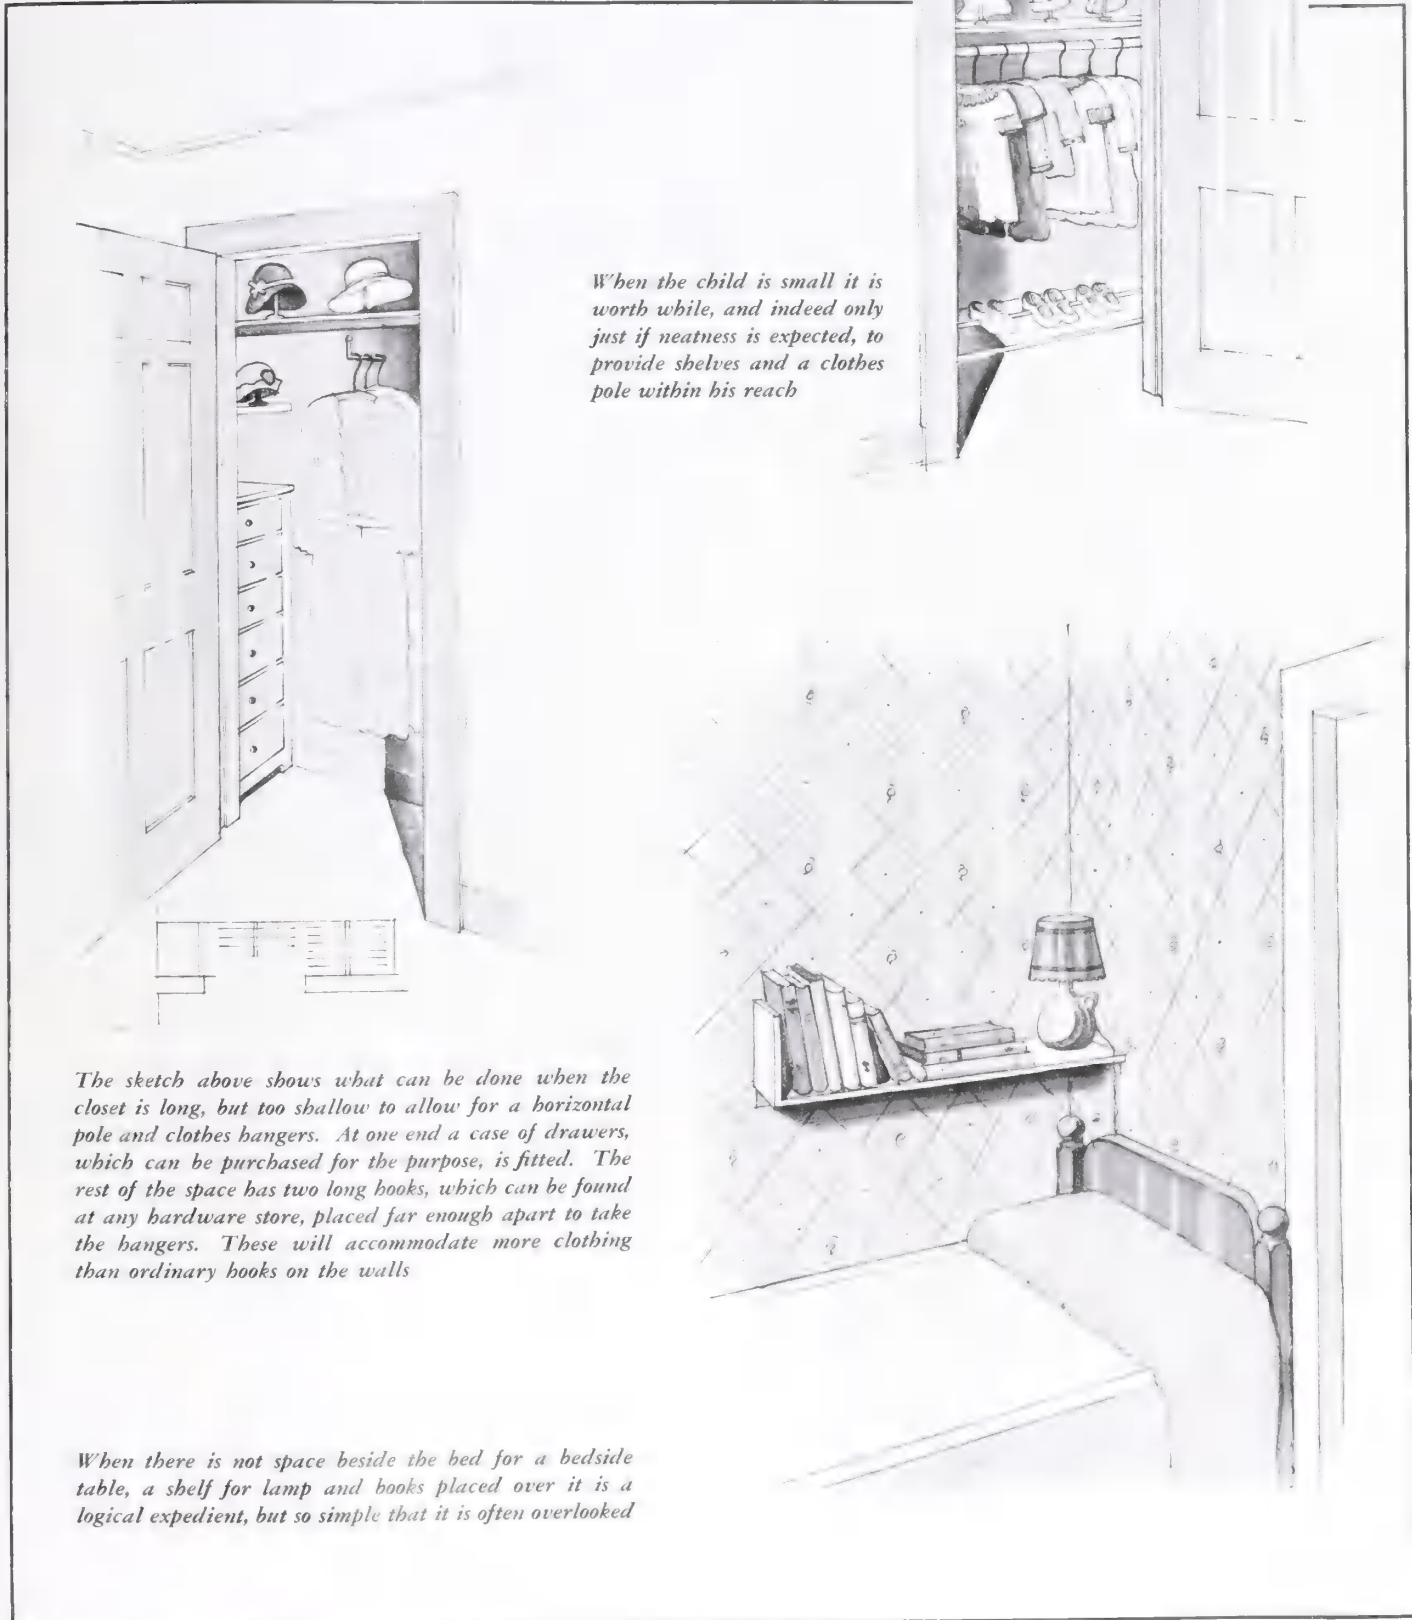 When the child is small it is
worth while, and indeed only
just if neatness is expected, to
provide shelves and a clothes
pole within his reach
The sketch above shows what can be done when the
closet is long, but too shallow to allow for a horizontal
pole and clothes hangers. At one end a case of drawers,
which can be purchased for the purpose, is fitted. The
rest of the space has two long hooks, which can be found
at any hardware store, placed far enough apart to take
the hangers. These will accommodate more clothing
than ordinary hooks on the walls
When there is not space beside the bed for a bedside
table, a shelf for lamp and books placed over it is a
logical expedient, but so simple that it is often overlooked